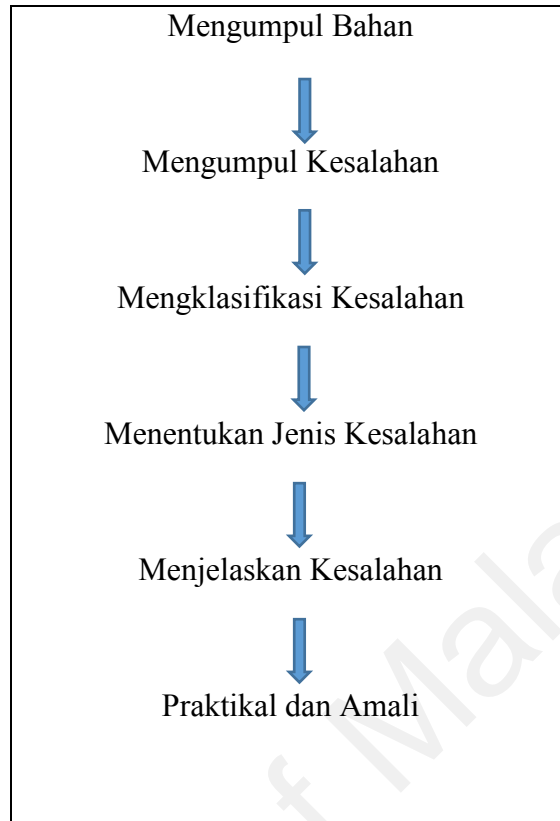 Mengumpul Bahan
Mengumpul Kesalahan
Mengklasifikasi Kesalahan
Menentukan Jenis Kesalahan
Menjelaskan Kesalahan
Praktikal dan Amali